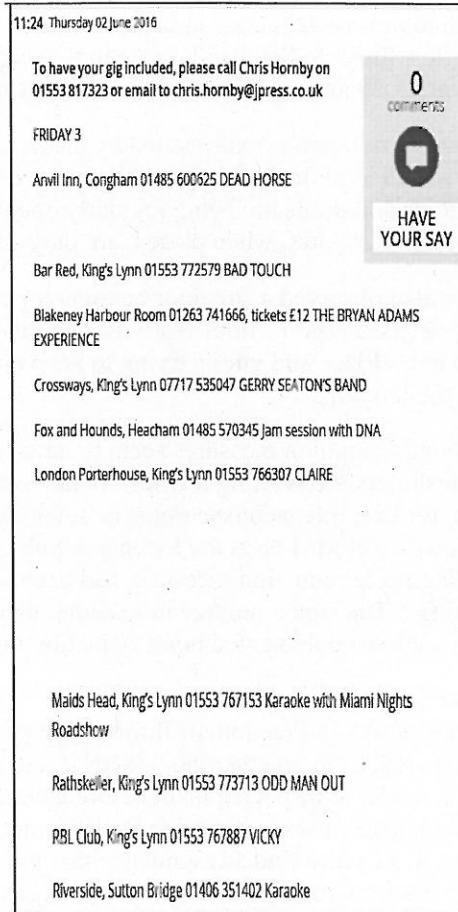 11:24 Thursday 02 June 2016
To have your gig included, please call Chris Hornby on
01553 817323 or email to chris.hornby@jpress.co.uk
0
comments
HAVE
YOUR SAY
FRIDAY 3
Anvil Inn, Congham 01485 600625 DEAD HORSE
Bar Red, King's Lynn 01553 772579 BAD TOUCH
Blakeney Harbour Room 01263 741666, tickets £12 THE BRYAN ADAMS
EXPERIENCE
Crossways, King's Lynn 07717 535047 GERRY SEATON'S BAND
Fox and Hounds, Heacham 01485 570345 Jam session with DNA
London Porterhouse, King's Lynn 01553 766307 CLAIRE
Maids Head, King's Lynn 01553 767153 Karaoke with Miami Nights
Roadshow
Rathskeller, King's Lynn 01553 773713 ODD MAN OUT
RBL Club, King's Lynn 01553 767887 VICKY
Riverside, Sutton Bridge 01406 351402 Karaoke